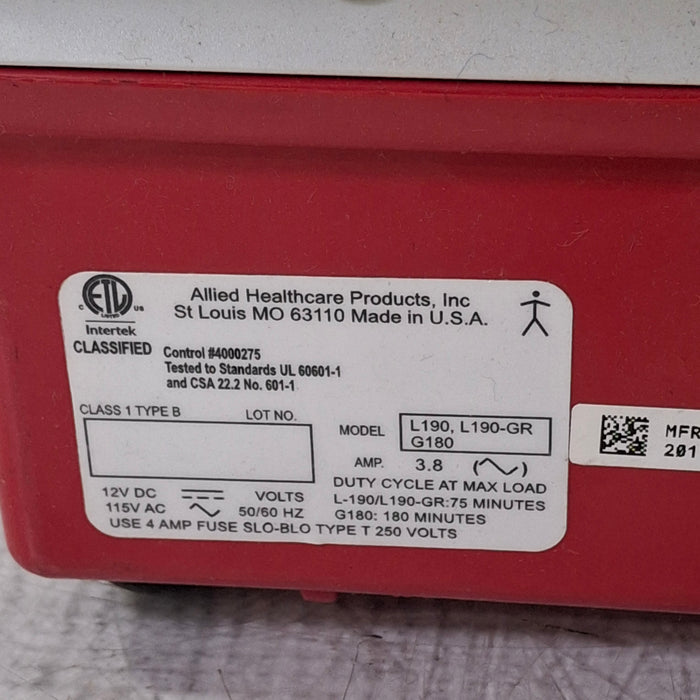 Allied Healthcare Products, Inc
St Louis MO 63110 Made in U.S.A.
C ETL US
LISTED
Intertek
CLASSIFIED
Control #4000275
Tested to Standards UL 60601-1
and CSA 22.2 No. 601-1
CLASS 1 TYPE B
LOT NO.
MODEL
L190, L190-GR
G180
AMP. 3.8 (∿)
DUTY CYCLE AT MAX LOAD
L-190/L190-GR:75 MINUTES
G180: 180 MINUTES
12V DC VOLTS
115V AC 50/60 HZ
USE 4 AMP FUSE SLO-BLO TYPE T 250 VOLTS
MFR
201